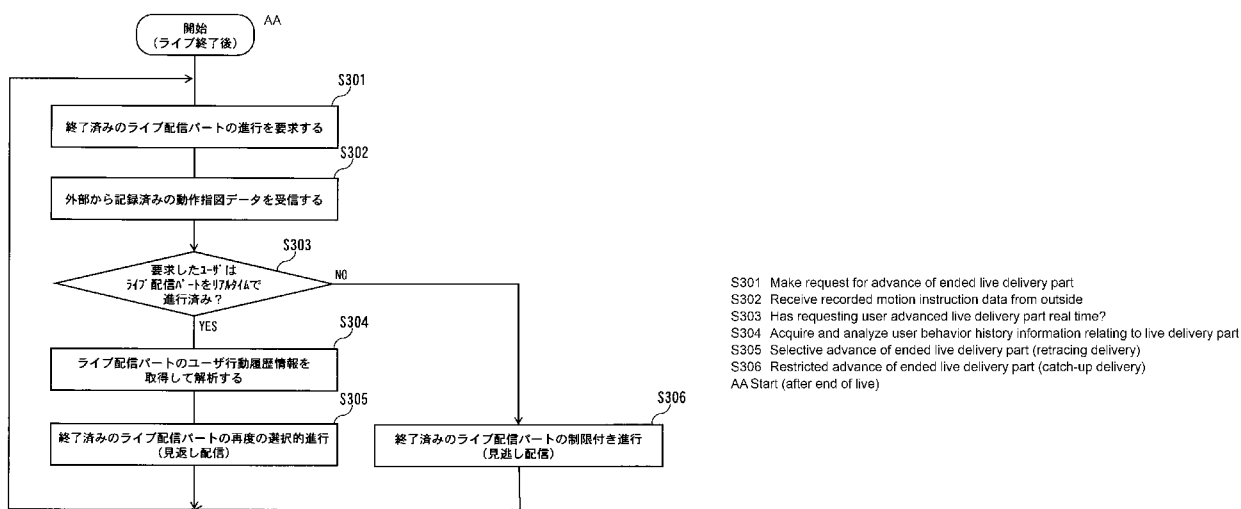 開始
(ライブ終了後)
AA
S301
終了済みのライブ配信パートの進行を要求する
S302
外部から記録済みの動作指図データを受信する
S303
要求したﾕｰｻﾞは
ﾗｲﾌﾞ配信ﾊﾟｰﾄをﾘｱﾙﾀｲﾑで
進行済み?
NO
YES
S304
ライブ配信パートのユーザ行動履歴情報を
取得して解析する
S305
終了済みのライブ配信パートの再度の選択的進行
(見返し配信)
S306
終了済みのライブ配信パートの制限付き進行
(見逃し配信)
S301 Make request for advance of ended live delivery part
S302 Receive recorded motion instruction data from outside
S303 Has requesting user advanced live delivery part real time?
S304 Acquire and analyze user behavior history information relating to live delivery part
S305 Selective advance of ended live delivery part (retracing delivery)
S306 Restricted advance of ended live delivery part (catch-up delivery)
AA Start (after end of live)